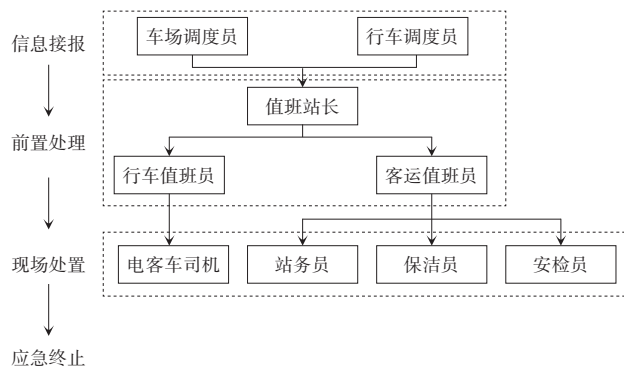 信息接报
车场调度员
行车调度员
值班站长
前置处理
行车值班员
客运值班员
现场处置
电客车司机
站务员
保洁员
安检员
应急终止